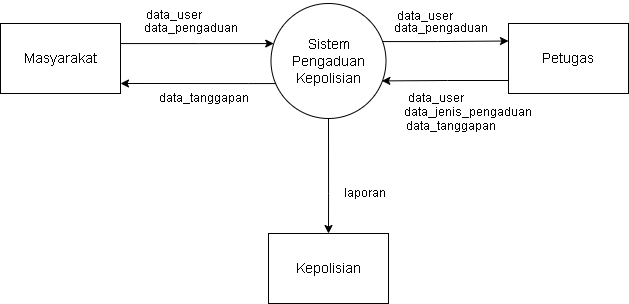 data_user
data_pengaduan
Masyarakat
data_tanggapan
Sistem
Pengaduan
Kepolisian
data_user
data_pengaduan
Petugas
data_user
data_jenis_pengaduan
data_tanggapan
laporan
Kepolisian